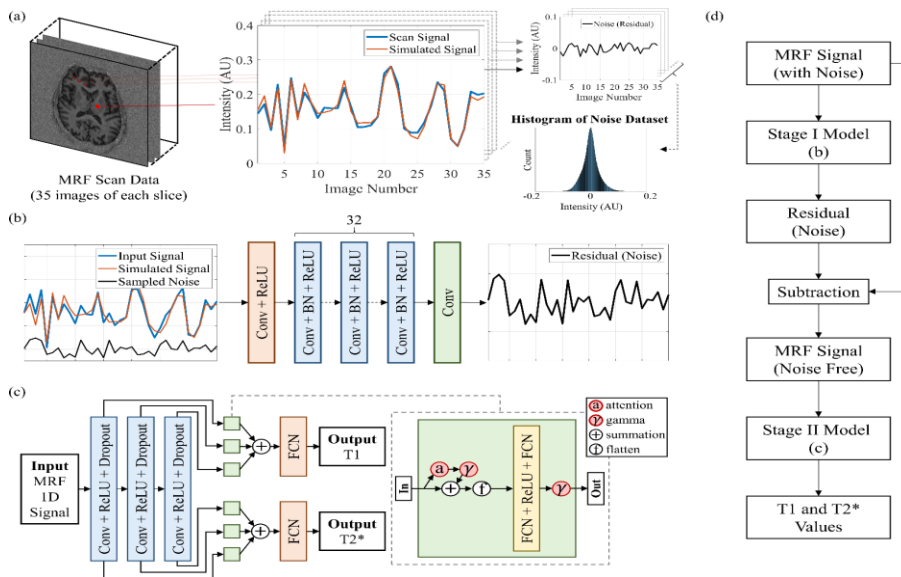 (a)
MRF Scan Data
(35 images of each slice)
Intensity (AU)
0.4
0.3
0.2
0.1
0
Scan Signal
Simulated Signal
5
10
15
20
25
30
35
Image Number
Intensity (AU)
0.1
0
-0.1
Noise (Residual)
5 10 15 20 25 30 35
Image Number
Histogram of Noise Dataset
Count
-0.2
0
0.2
Intensity (AU)
(b)
Input Signal
Simulated Signal
Sampled Noise
32
Conv + ReLU
Conv + BN + ReLU
Conv + BN + ReLU
Conv + BN + ReLU
Conv
Residual (Noise)
(c)
Input
MRF
1D
Signal
Conv + ReLU + Dropout
Conv + ReLU + Dropout
Conv + ReLU + Dropout
+
FCN
Output
T1
+
FCN
Output
T2*
In
a
γ
+
f
FCN + ReLU + FCN
γ
Out
a attention
γ gamma
+ summation
f flatten
(d)
MRF Signal
(with Noise)
Stage I Model
(b)
Residual
(Noise)
Subtraction
MRF Signal
(Noise Free)
Stage II Model
(c)
T1 and T2*
Values